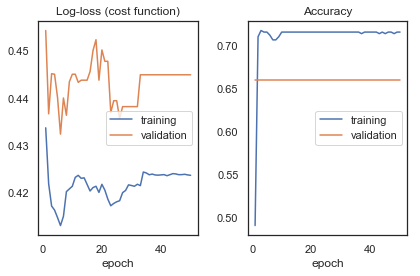 Log-loss (cost function)
0.45
0.44
0.43
0.42
training
validation
0
20
40
epoch
Accuracy
0.70
0.65
0.60
0.55
0.50
training
validation
0
20
40
epoch